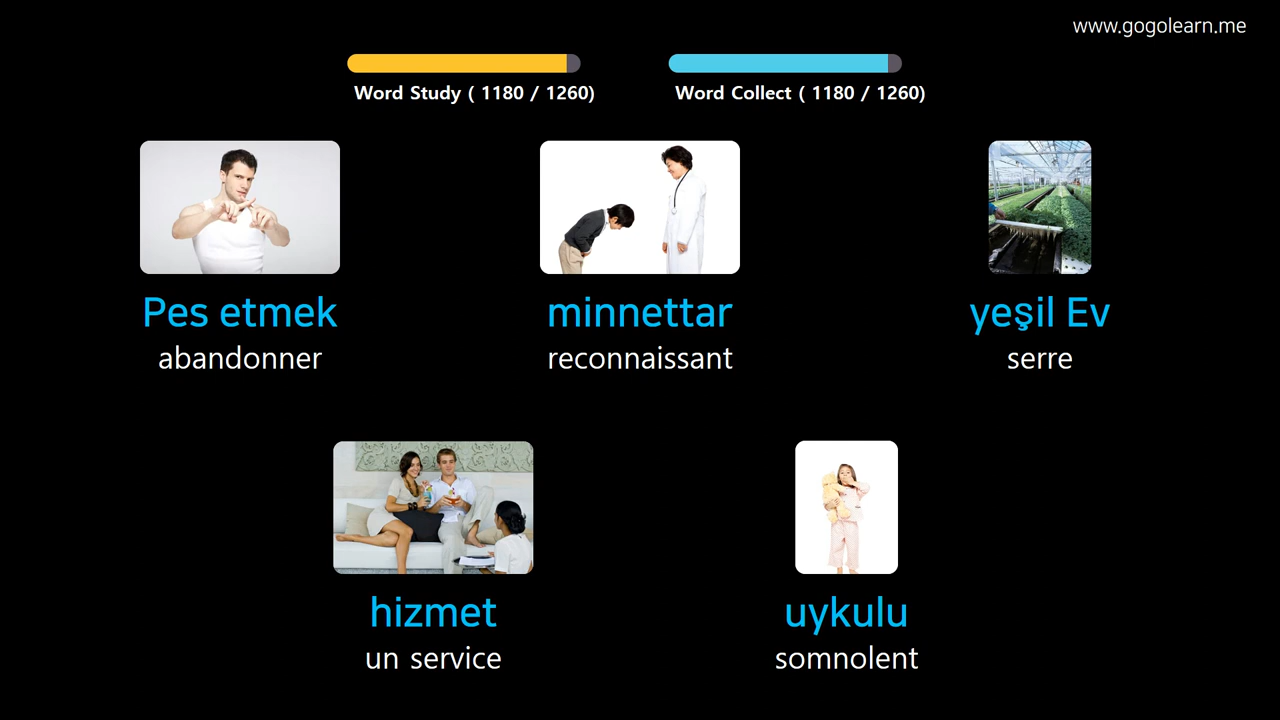 www.gogolearn.me
Word Study ( 1180 / 1260)
Word Collect ( 1180 / 1260)
Pes etmek
abandonner
minnettar
reconnaissant
yeşil Ev
serre
hizmet
un service
uykulu
somnolent